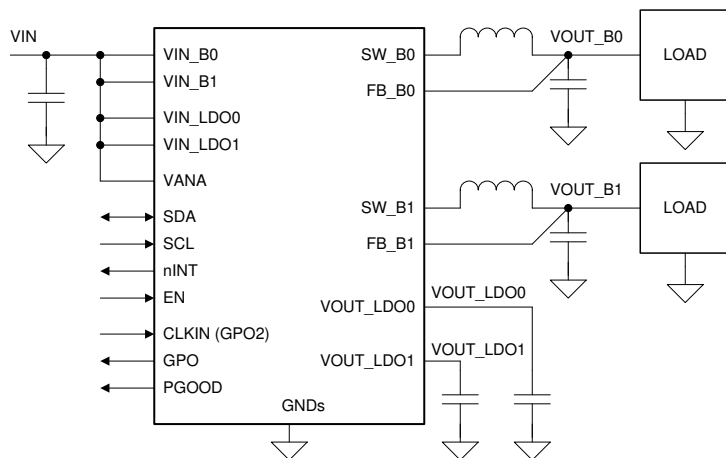 VIN
VIN_B0
VIN_B1
VIN_LDO0
VIN_LDO1
VANA
SDA
SCL
nINT
EN
CLKIN (GPO2)
GPO
PGOOD
GNDs
SW_B0
FB_B0
VOUT_B0
LOAD
SW_B1
FB_B1
VOUT_B1
LOAD
VOUT_LDO0
VOUT_LDO0
VOUT_LDO1
VOUT_LDO1